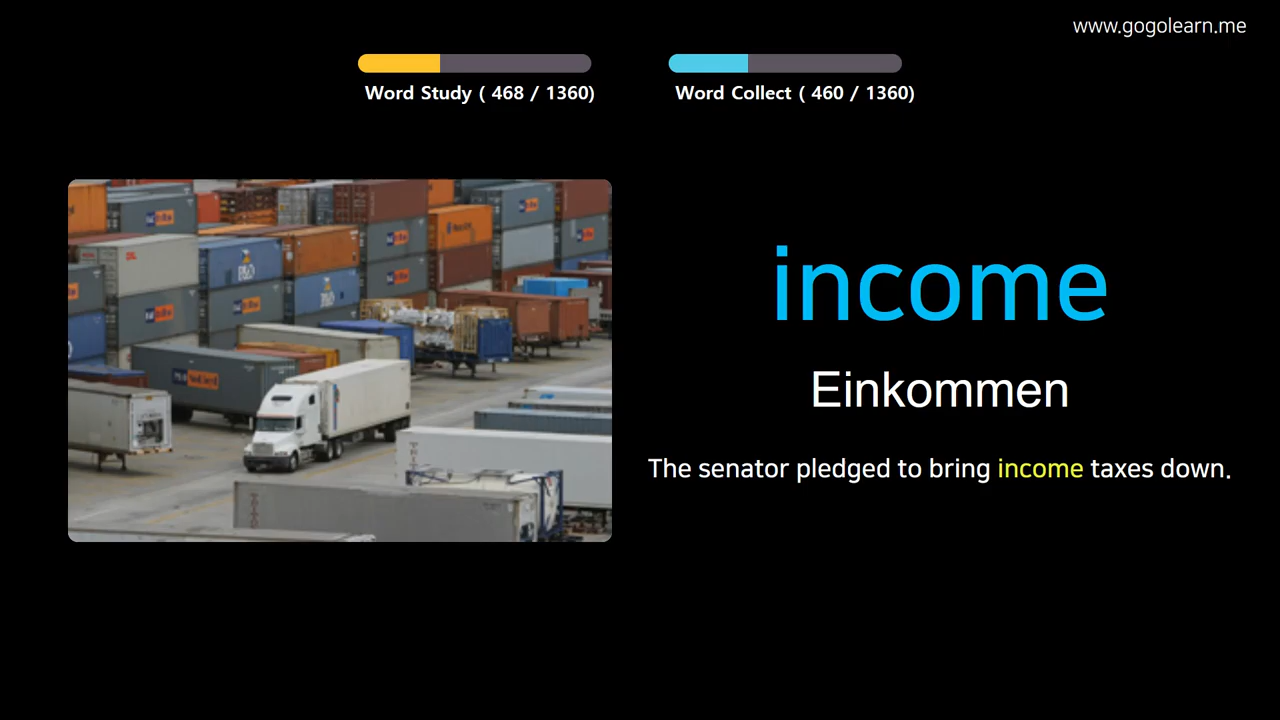 www.gogolearn.me
Word Study ( 468 / 1360)
Word Collect ( 460 / 1360)
income
Einkommen
The senator pledged to bring income taxes down.